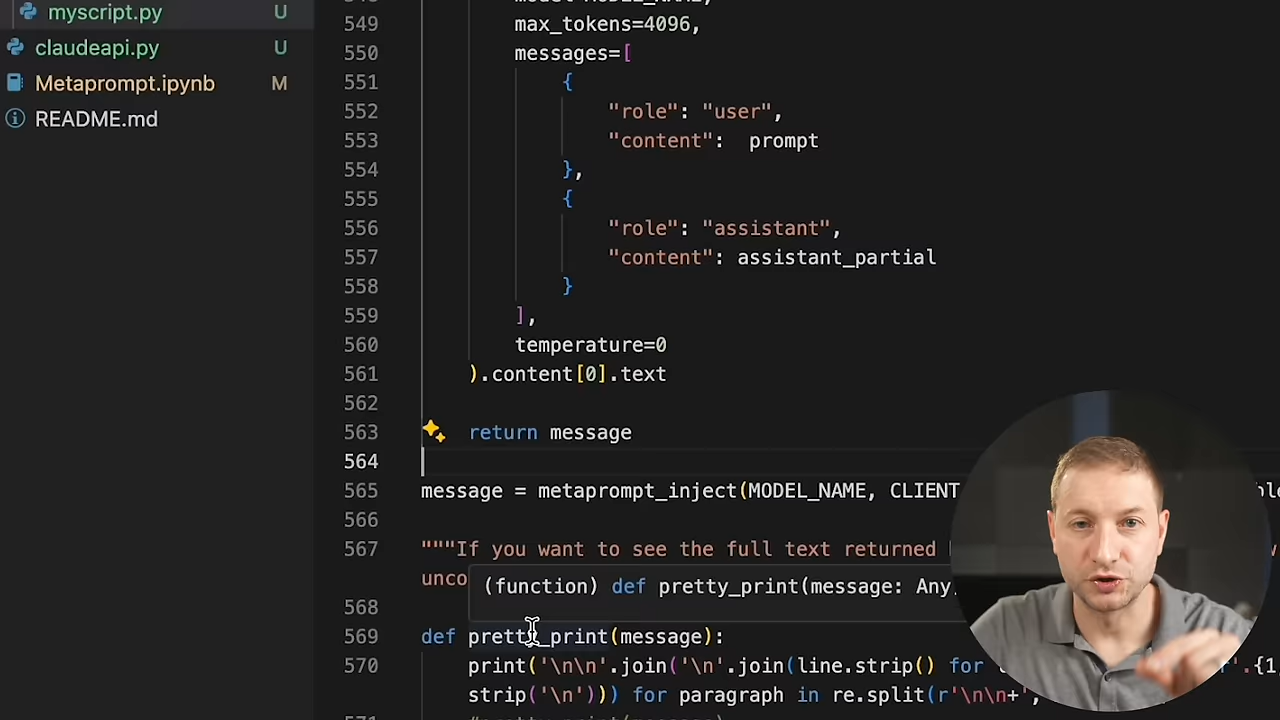 myscript.py U
claudeapi.py U
Metaprompt.ipynb M
README.md
549 max_tokens=4096,
550 messages=[
551 {
552 "role": "user",
553 "content": prompt
554 },
555 {
556 "role": "assistant",
557 "content": assistant_partial
558 }
559 ],
560 temperature=0
561 ).content[0].text
562
563 return message
564
565 message = metaprompt_inject(MODEL_NAME, CLIENT
566
567 """If you want to see the full text returned
unco
(function) def pretty_print(message: Any
568
569 def pretty_print(message):
570 print('\n\n'.join('\n'.join(line.strip() for
strip('\n'))) for paragraph in re.split(r'\n\n+',
#pretty_print(message)